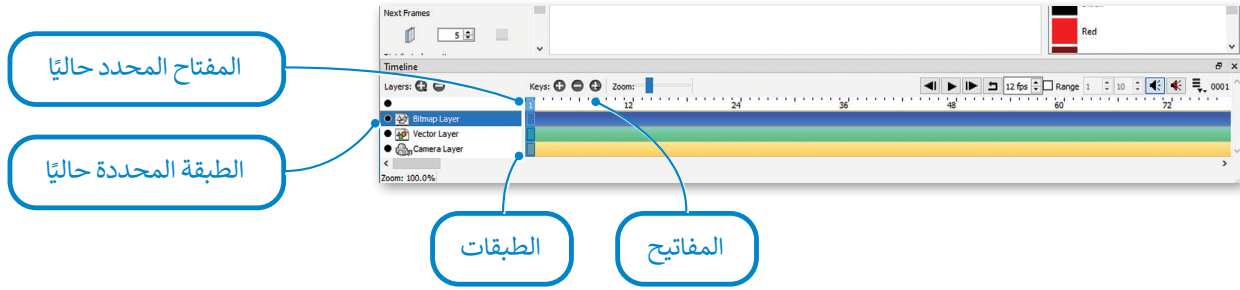 Next Frames
5
Red
المفتاح المحدد حاليًا
Timeline
Layers:
Keys:
Zoom:
12 fps
Range
1
10
0001
1
12
24
36
48
60
72
Bitmap Layer
Vector Layer
Camera Layer
الطبقة المحددة حاليًا
Zoom: 100.0%
الطبقات
المفاتيح